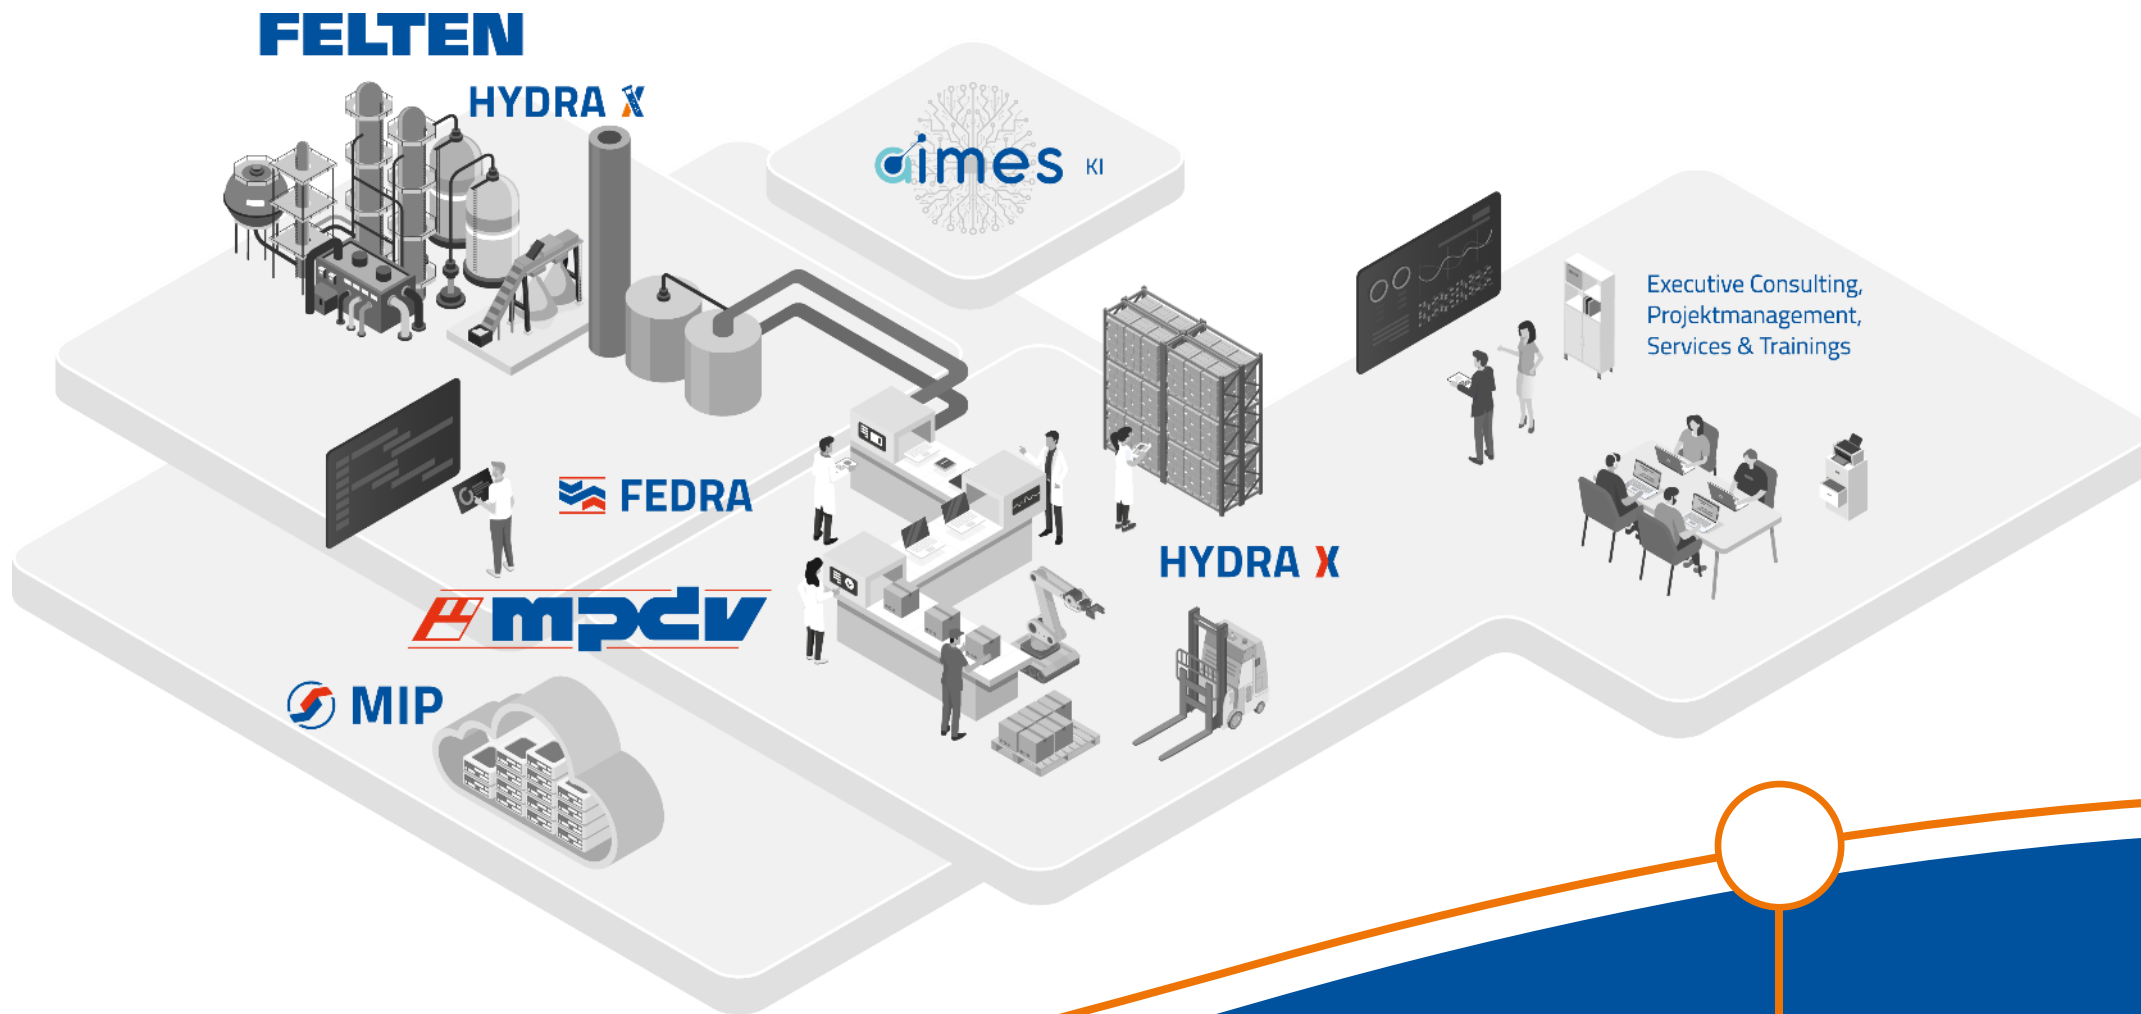 FELTEN
HYDRA X
aimes KI
Executive Consulting,
Projektmanagement,
Services & Trainings
FEDRA
HYDRA X
mpdv
MIP